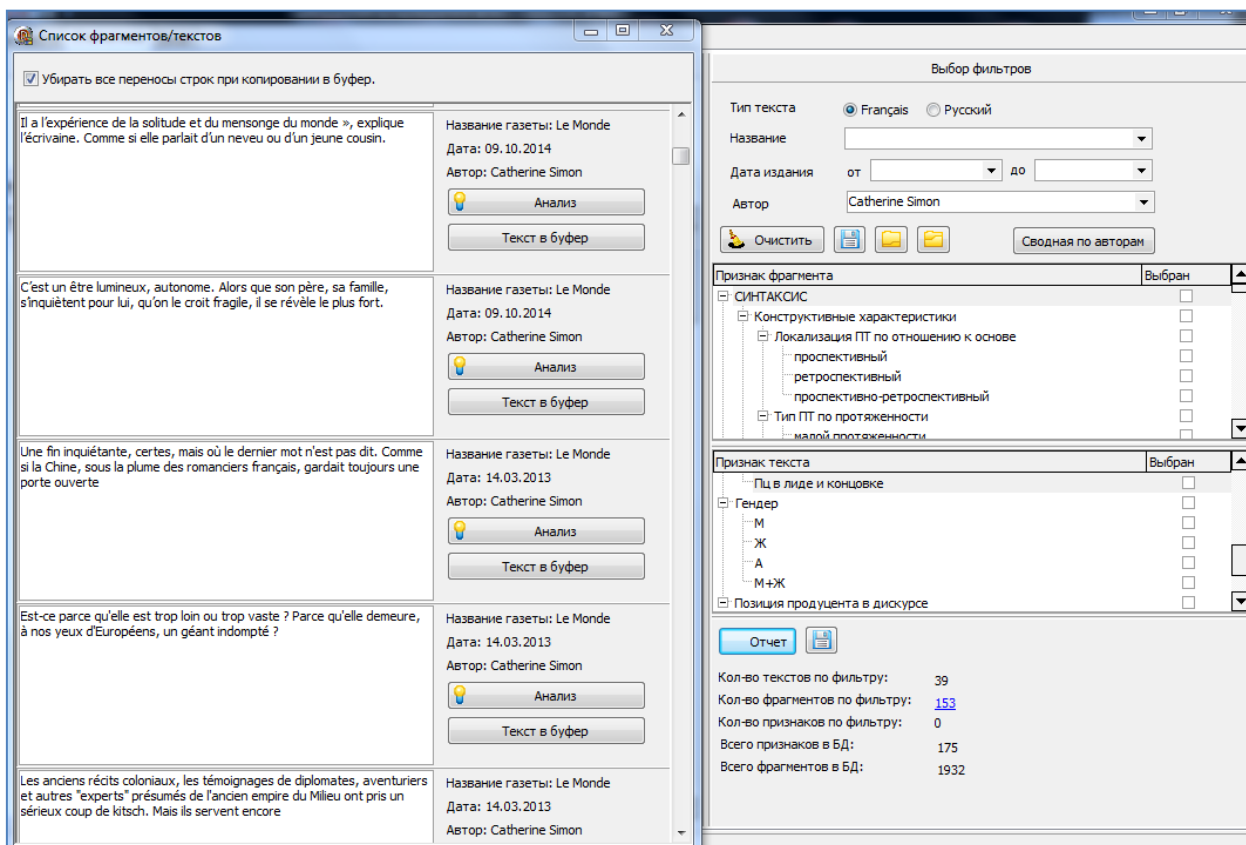 Список фрагментов/текстов
Убирать все переносы строк при копировании в буфер.
Il a l’expérience de la solitude et du mensonge du monde », explique
l’écrivaine. Comme si elle parlait d’un neveu ou d’un jeune cousin.
Название газеты: Le Monde
Дата: 09.10.2014
Автор: Catherine Simon
Анализ
Текст в буфер
C’est un être lumineux, autonome. Alors que son père, sa famille,
s’inquiètent pour lui, qu’on le croit fragile, il se révèle le plus fort.
Название газеты: Le Monde
Дата: 09.10.2014
Автор: Catherine Simon
Анализ
Текст в буфер
Une fin inquiétante, certes, mais où le dernier mot n'est pas dit. Comme
si la Chine, sous la plume des romanciers français, gardait toujours une
porte ouverte
Название газеты: Le Monde
Дата: 14.03.2013
Автор: Catherine Simon
Анализ
Текст в буфер
Est-ce parce qu'elle est trop loin ou trop vaste ? Parce qu'elle demeure,
à nos yeux d'Européens, un géant indompté ?
Название газеты: Le Monde
Дата: 14.03.2013
Автор: Catherine Simon
Анализ
Текст в буфер
Les anciens récits coloniaux, les témoignages de diplomates, aventuriers
et autres "experts" présumés de l'ancien empire du Milieu ont pris un
sérieux coup de kitsch. Mais ils servent encore
Название газеты: Le Monde
Дата: 14.03.2013
Автор: Catherine Simon
Выбор фильтров
Тип текста Français Русский
Название
Дата издания от до
Автор Catherine Simon
Очистить Сводная по авторам
Признак фрагмента Выбран
СИНТАКСИС
Конструктивные характеристики
Локализация ПТ по отношению к основе
проспективный
ретроспективный
проспективно-ретроспективный
Тип ПТ по протяженности
малой протяженности
Признак текста Выбран
Пц в лиде и концовке
Гендер
М
Ж
А
М+Ж
Позиция продуцента в дискурсе
Отчет
Кол-во текстов по фильтру: 39
Кол-во фрагментов по фильтру: 153
Кол-во признаков по фильтру: 0
Всего признаков в БД: 175
Всего фрагментов в БД: 1932